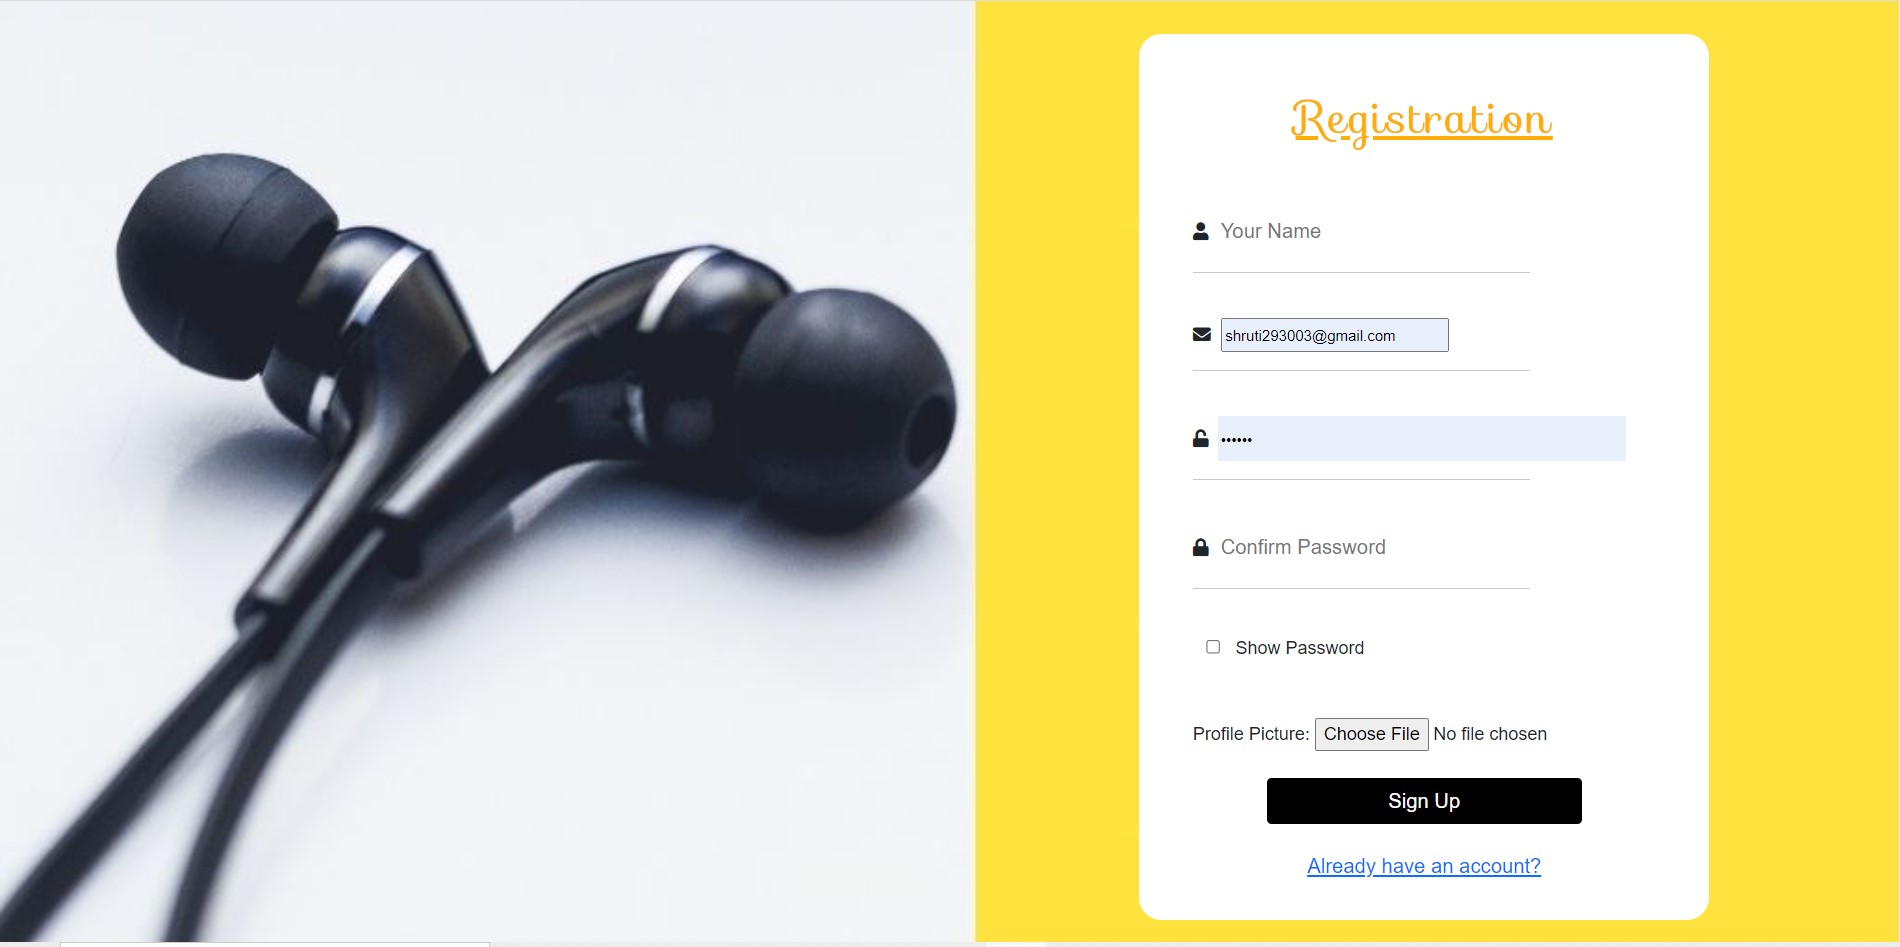 Registration
Your Name
shruti293003@gmail.com
••••••
Confirm Password
Show Password
Profile Picture: Choose File No file chosen
Sign Up
Already have an account?